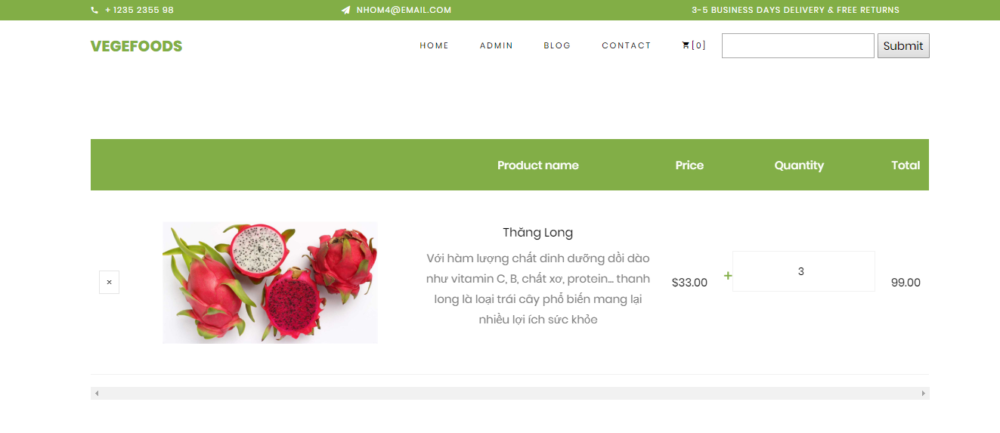 + 1235 2355 98
NHOM4@EMAIL.COM
3-5 BUSINESS DAYS DELIVERY & FREE RETURNS
VEGEFOODS
HOME
ADMIN
BLOG
CONTACT
[0]
Submit
Product name
Price
Quantity
Total
×
Thăng Long
Với hàm lượng chất dinh dưỡng dồi dào
như vitamin C, B, chất xơ, protein... thanh
long là loại trái cây phổ biến mang lại
nhiều lợi ích sức khỏe
$33.00
+
3
99.00